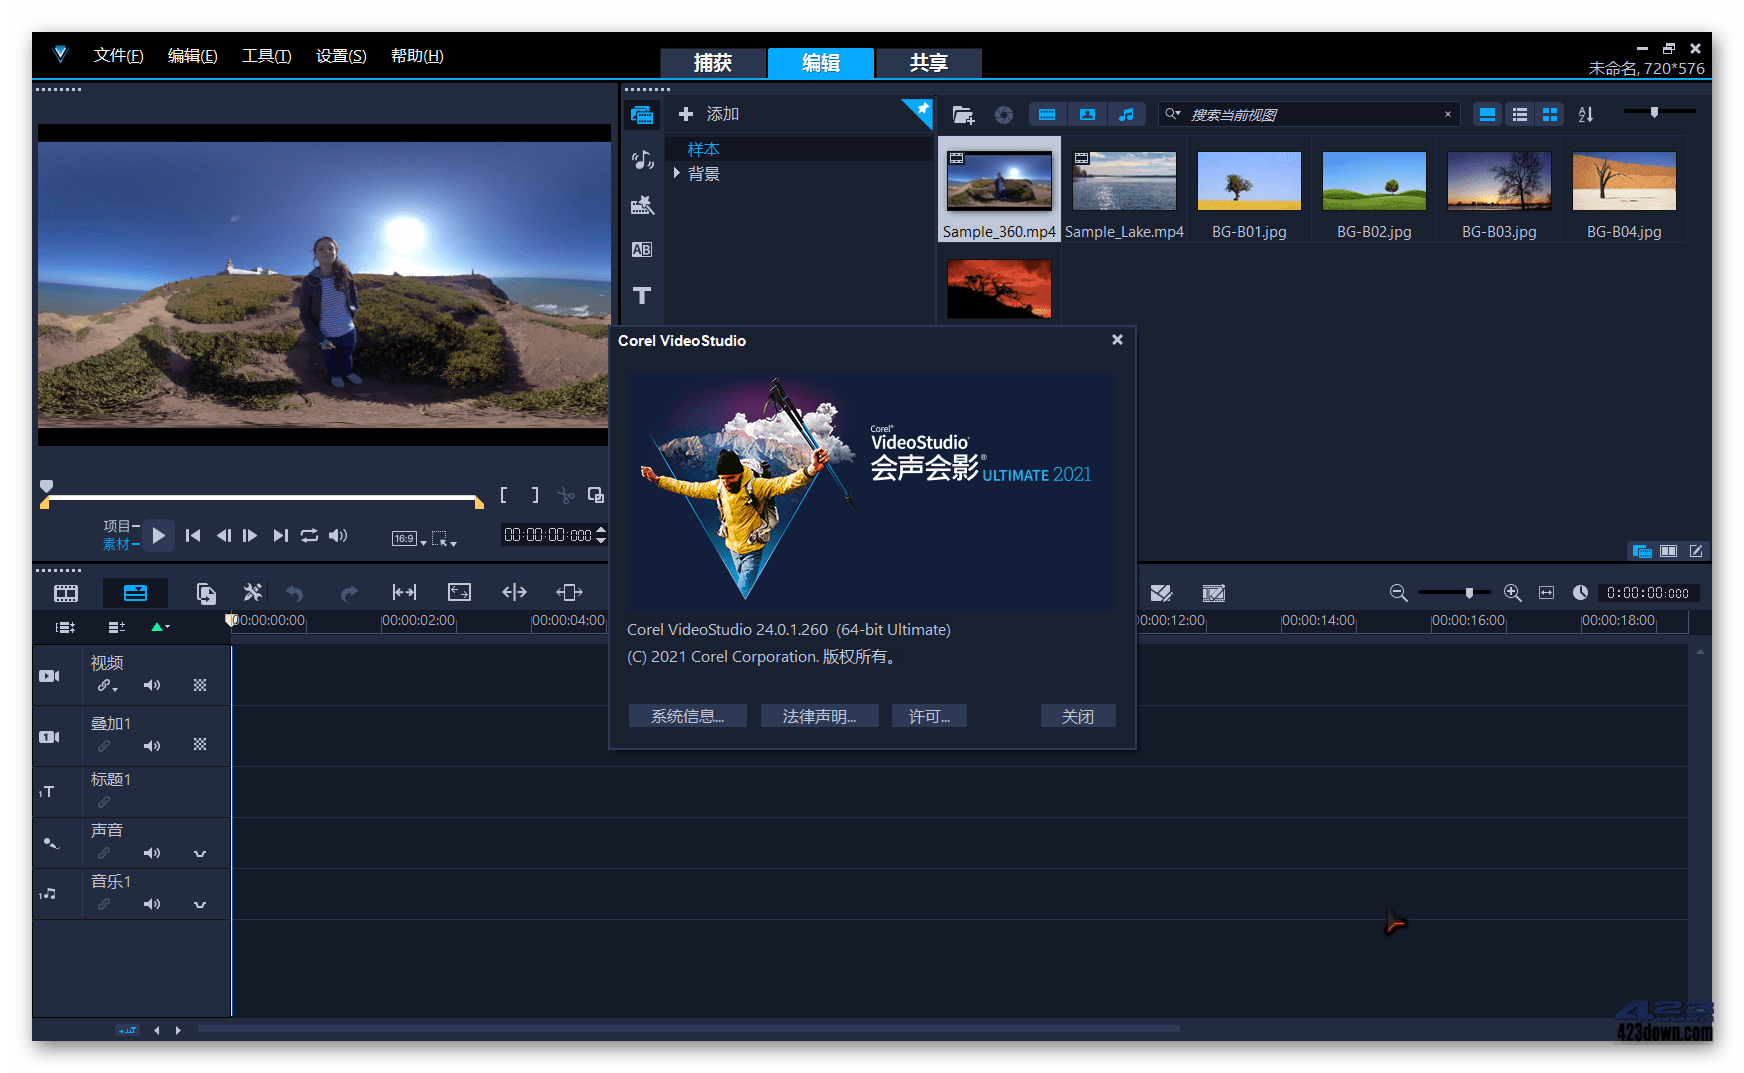 文件(F) 编辑(E) 工具(T) 设置(S) 帮助(H)
捕获 编辑 共享
未命名, 720*576
添加
搜索当前视图
样本
背景
AB
T
Sample_360.mp4 Sample_Lake.mp4 BG-B01.jpg BG-B02.jpg BG-B03.jpg BG-B04.jpg
Corel VideoStudio
Corel®
VideoStudio®
会声会影® ULTIMATE 2021
Corel VideoStudio 24.0.1.260 (64-bit Ultimate)
(C) 2021 Corel Corporation. 版权所有。
系统信息... 法律声明... 许可... 关闭
项目
素材
16:9
00:00:00:000
0:00:00:000
00:00:00:00 00:00:02:00 00:00:04:00 00:00:12:00 00:00:14:00 00:00:16:00 00:00:18:00
视频
叠加1
标题1
声音
音乐1
423down.com